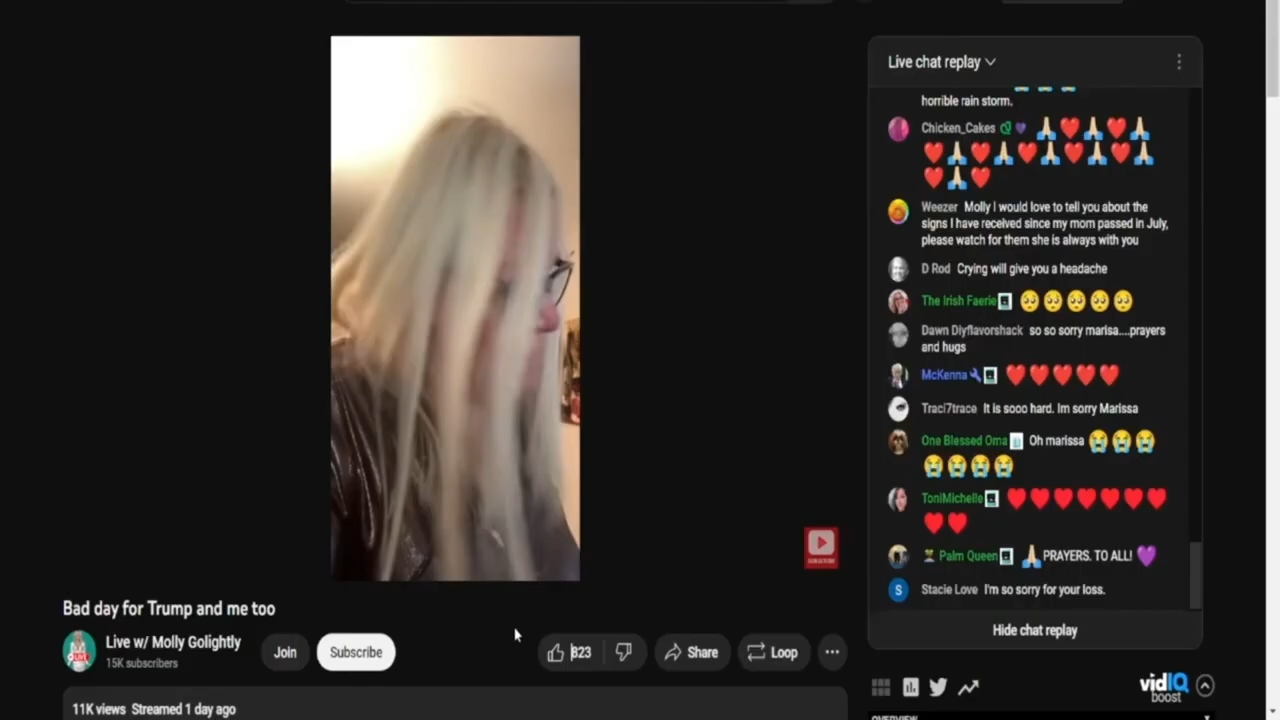 Live chat replay
horrible rain storm.
Chicken_Cakes
Weezer Molly I would love to tell you about the
signs I have received since my mom passed in July,
please watch for them she is always with you
D Rod Crying will give you a headache
The Irish Faerie
Dawn Diyflavorshack so so sorry marisa....prayers
and hugs
McKenna
Traci7trace It is sooo hard. Im sorry Marissa
One Blessed Oma Oh marissa
ToniMichelle
Palm Queen PRAYERS. TO ALL!
S Stacie Love I'm so sorry for your loss.
Hide chat replay
Bad day for Trump and me too
Live w/ Molly Golightly
15K subscribers
Join
Subscribe
823
Share
Loop
11K views Streamed 1 day ago
vidIQ
boost
OVERVIEW